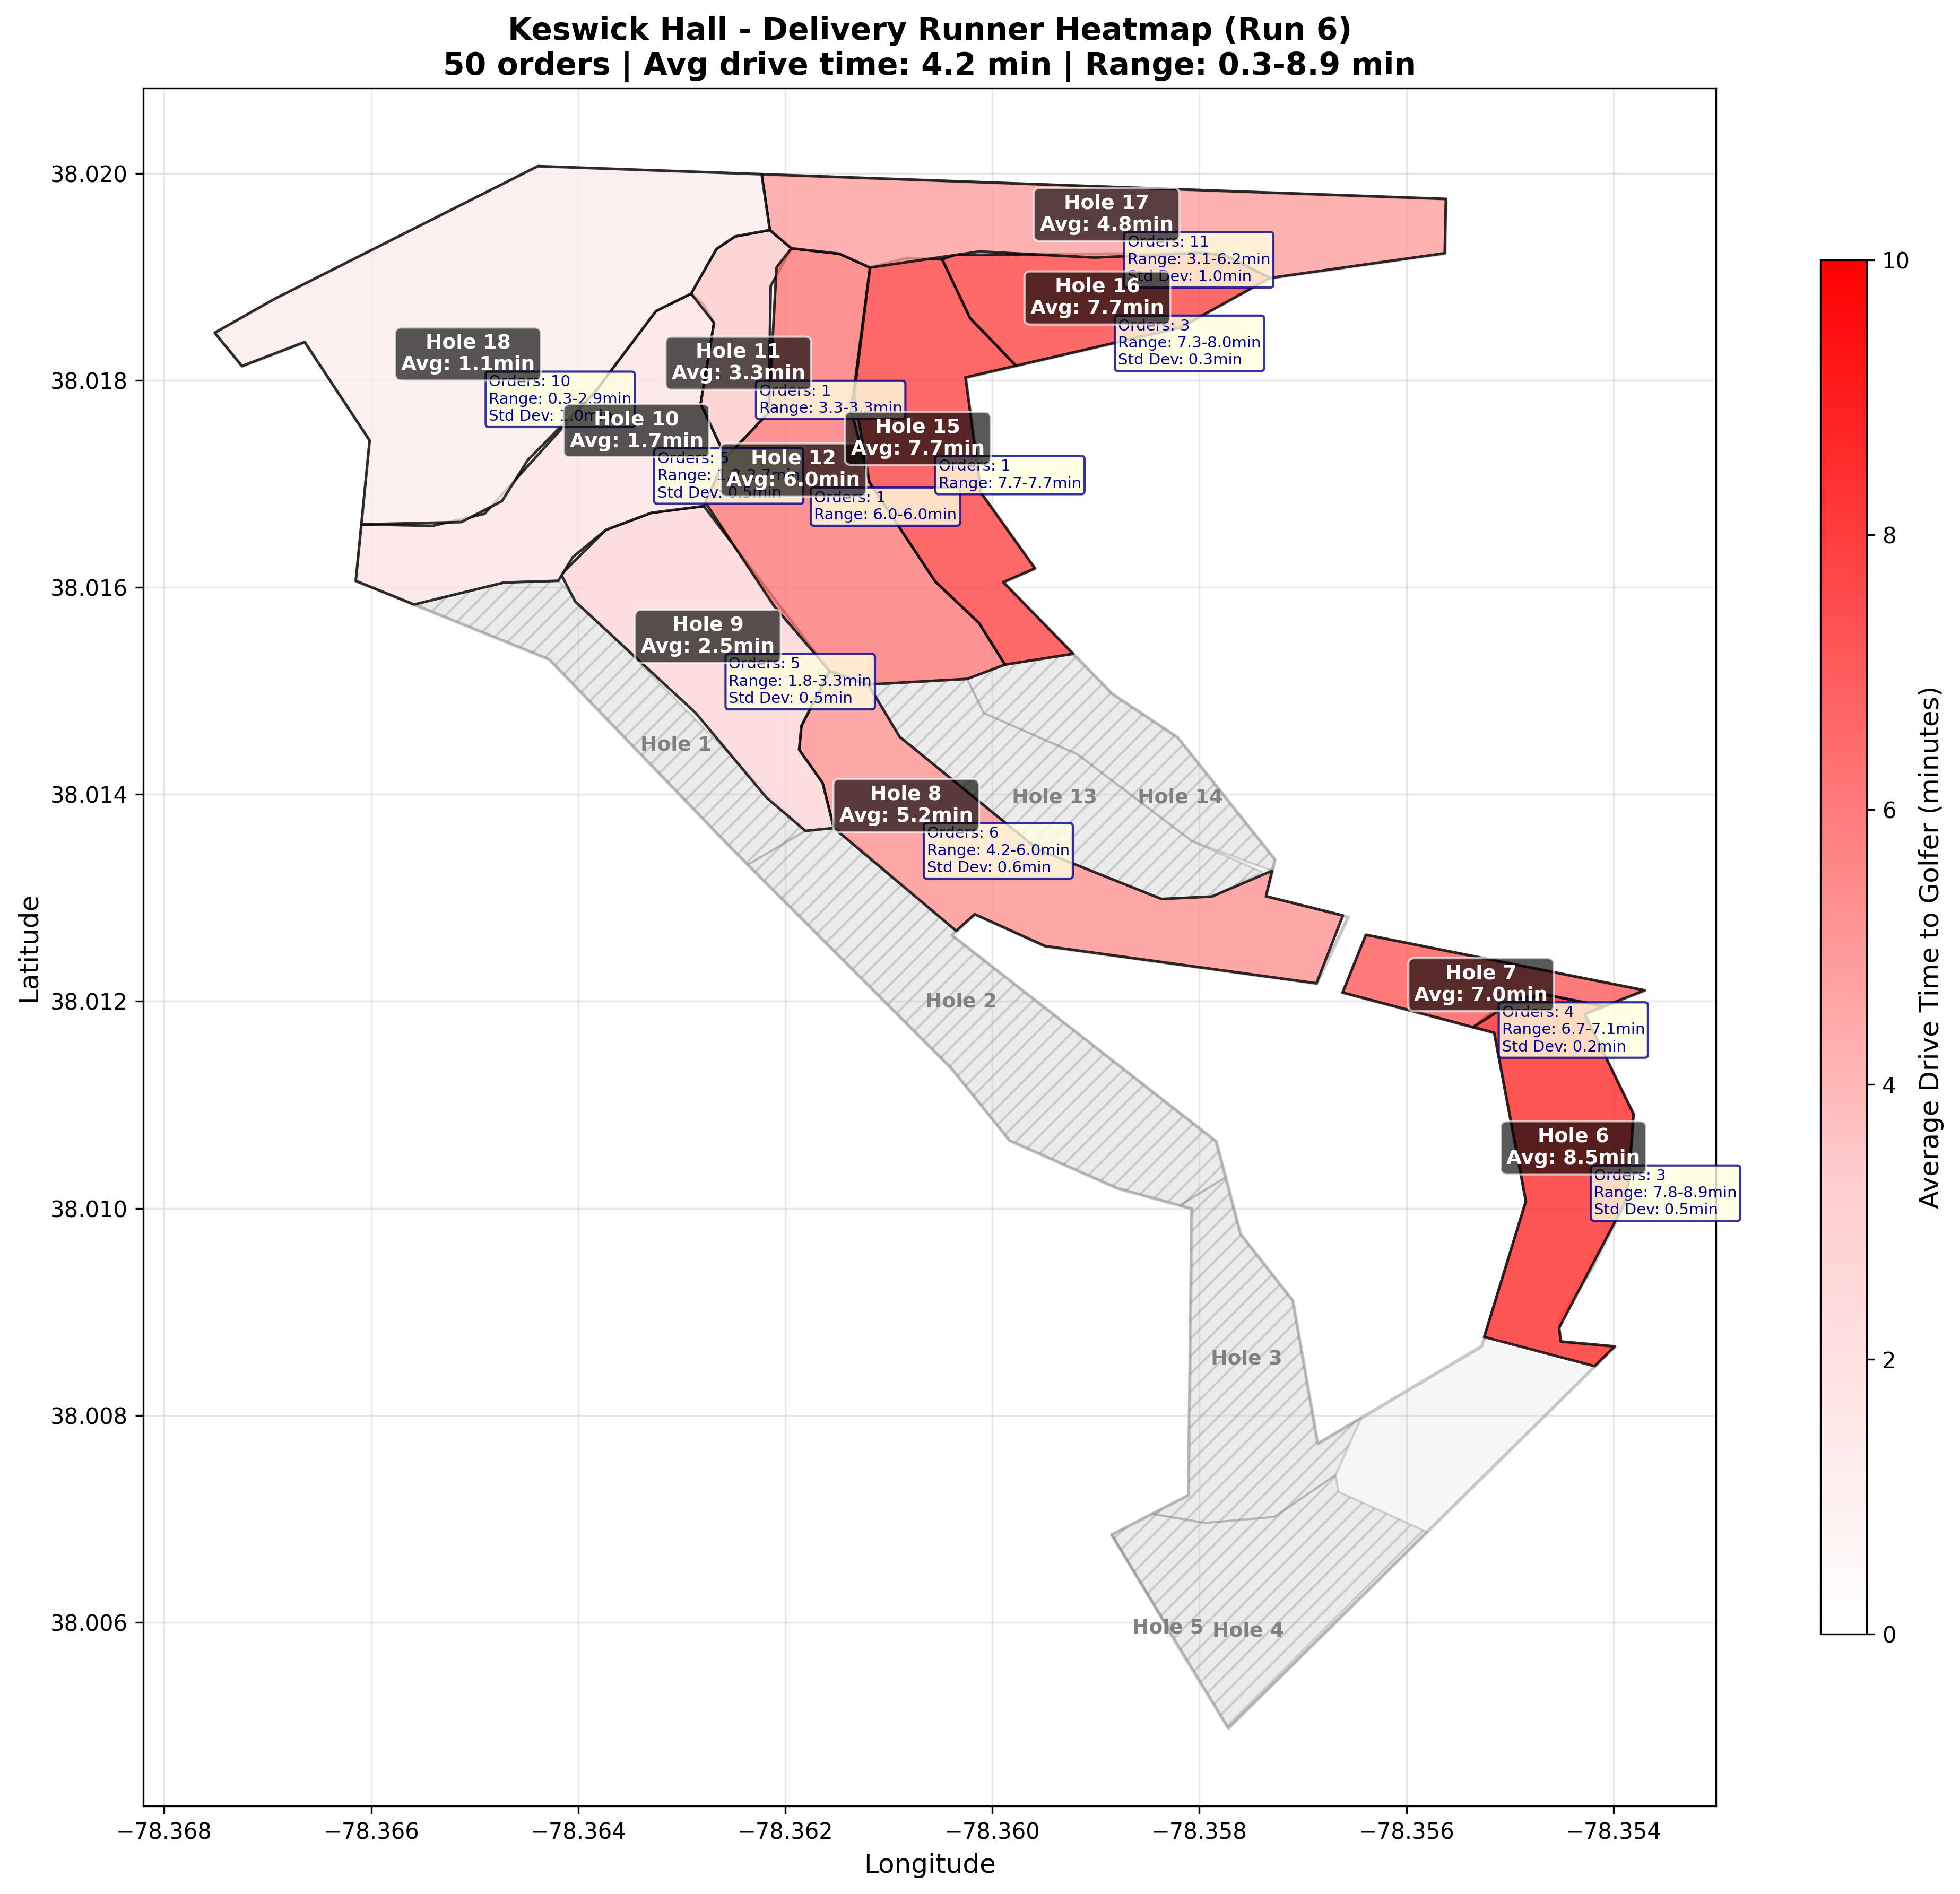 Keswick Hall - Delivery Runner Heatmap (Run 6)
50 orders | Avg drive time: 4.2 min | Range: 0.3-8.9 min
Hole 17
Avg: 4.8min
Orders: 11
Range: 3.1-6.2min
Std Dev: 1.0min
Hole 16
Avg: 7.7min
Orders: 3
Range: 7.3-8.0min
Std Dev: 0.3min
Hole 18
Avg: 1.1min
Orders: 10
Range: 0.3-2.9min
Std Dev: 1.0min
Hole 11
Avg: 3.3min
Orders: 1
Range: 3.3-3.3min
Hole 10
Avg: 1.7min
Orders: 5
Range:
Std Dev: 0.5min
Hole 15
Avg: 7.7min
Orders: 1
Range: 7.7-7.7min
Hole 12
Avg: 6.0min
Orders: 1
Range: 6.0-6.0min
Hole 9
Avg: 2.5min
Orders: 5
Range: 1.8-3.3min
Std Dev: 0.5min
Hole 1
Hole 8
Avg: 5.2min
Orders: 6
Range: 4.2-6.0min
Std Dev: 0.6min
Hole 13
Hole 14
Hole 2
Hole 7
Avg: 7.0min
Orders: 4
Range: 6.7-7.1min
Std Dev: 0.2min
Hole 6
Avg: 8.5min
Orders: 3
Range: 7.8-8.9min
Std Dev: 0.5min
Hole 3
Hole 5
Hole 4
38.020
38.018
38.016
38.014
38.012
38.010
38.008
38.006
Latitude
−78.368
−78.366
−78.364
−78.362
−78.360
−78.358
−78.356
−78.354
Longitude
10
8
6
4
2
0
Average Drive Time to Golfer (minutes)